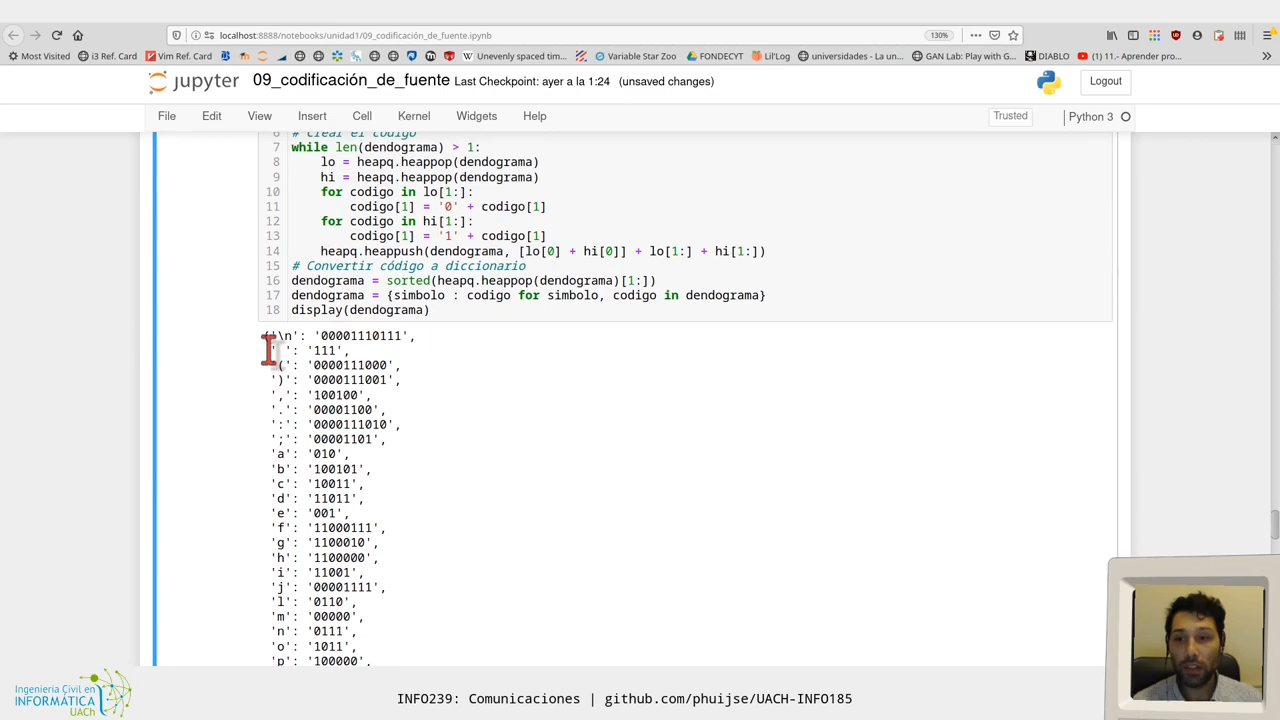 localhost:8888/notebooks/unidad1/09_codificación_de_fuente.ipynb
130%
Most Visited
i3 Ref. Card
Vim Ref. Card
Unevenly spaced tim...
Variable Star Zoo
FONDECYT
Lil'Log
universidades - La un...
GAN Lab: Play with G...
DIABLO
(1) 11.- Aprender pro...
jupyter 09_codificación_de_fuente Last Checkpoint: ayer a la 1:24 (unsaved changes)
Logout
File Edit View Insert Cell Kernel Widgets Help
Trusted
Python 3
6 # Crear el código
7 while len(dendograma) > 1:
8 lo = heapq.heappop(dendograma)
9 hi = heapq.heappop(dendograma)
10 for codigo in lo[1:]:
11 codigo[1] = '0' + codigo[1]
12 for codigo in hi[1:]:
13 codigo[1] = '1' + codigo[1]
14 heapq.heappush(dendograma, [lo[0] + hi[0]] + lo[1:] + hi[1:])
15 # Convertir código a diccionario
16 dendograma = sorted(heapq.heappop(dendograma)[1:])
17 dendograma = {simbolo : codigo for simbolo, codigo in dendograma}
18 display(dendograma)
{'\n': '00001110111',
' ': '111',
'(': '0000111000',
')': '0000111001',
',': '100100',
'.': '00001100',
':': '0000111010',
';': '00001101',
'a': '010',
'b': '100101',
'c': '10011',
'd': '11011',
'e': '001',
'f': '11000111',
'g': '1100010',
'h': '1100000',
'i': '11001',
'j': '00001111',
'l': '0110',
'm': '00000',
'n': '0111',
'o': '1011',
'p': '100000',
Ingeniería Civil en
INFORMÁTICA
UACh
INFO239: Comunicaciones | github.com/phuijse/UACH-INFO185